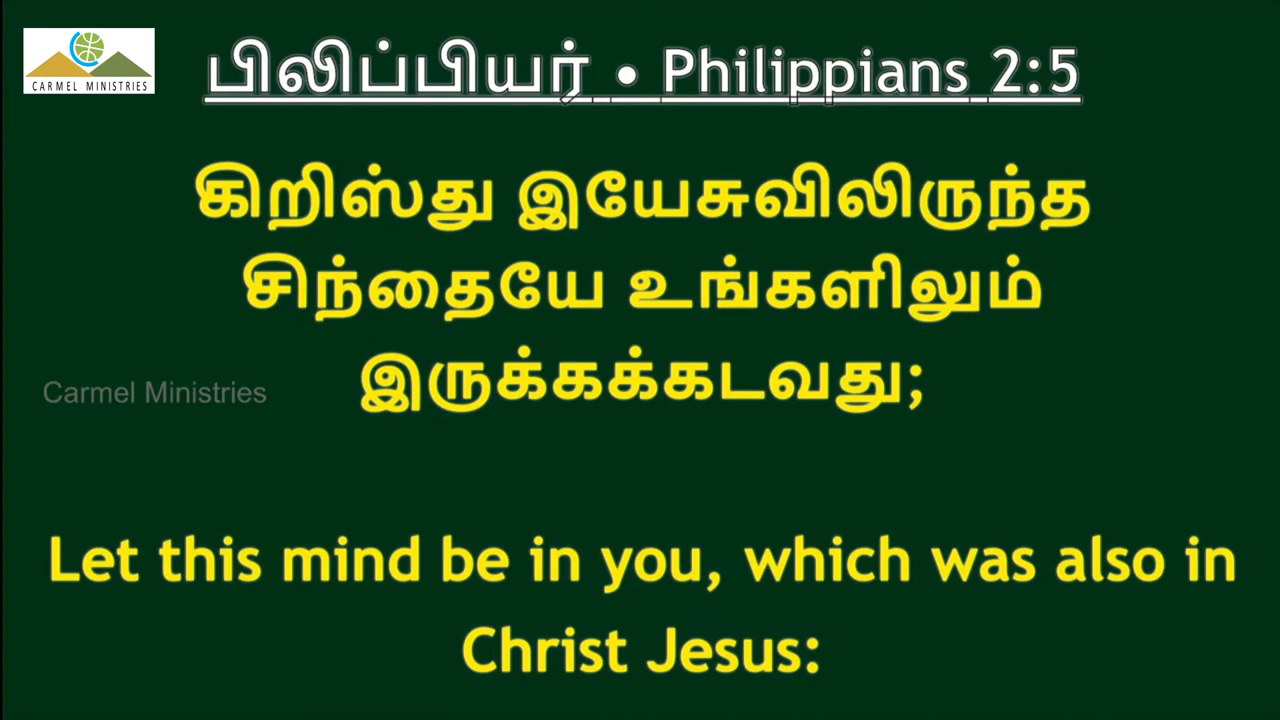 CARMEL MINISTRIES
பிலிப்பியர் • Philippians 2:5
கிறிஸ்து இயேசுவிலிருந்த
சிந்தையே உங்களிலும்
இருக்கக்கடவது;
Carmel Ministries
Let this mind be in you, which was also in
Christ Jesus: